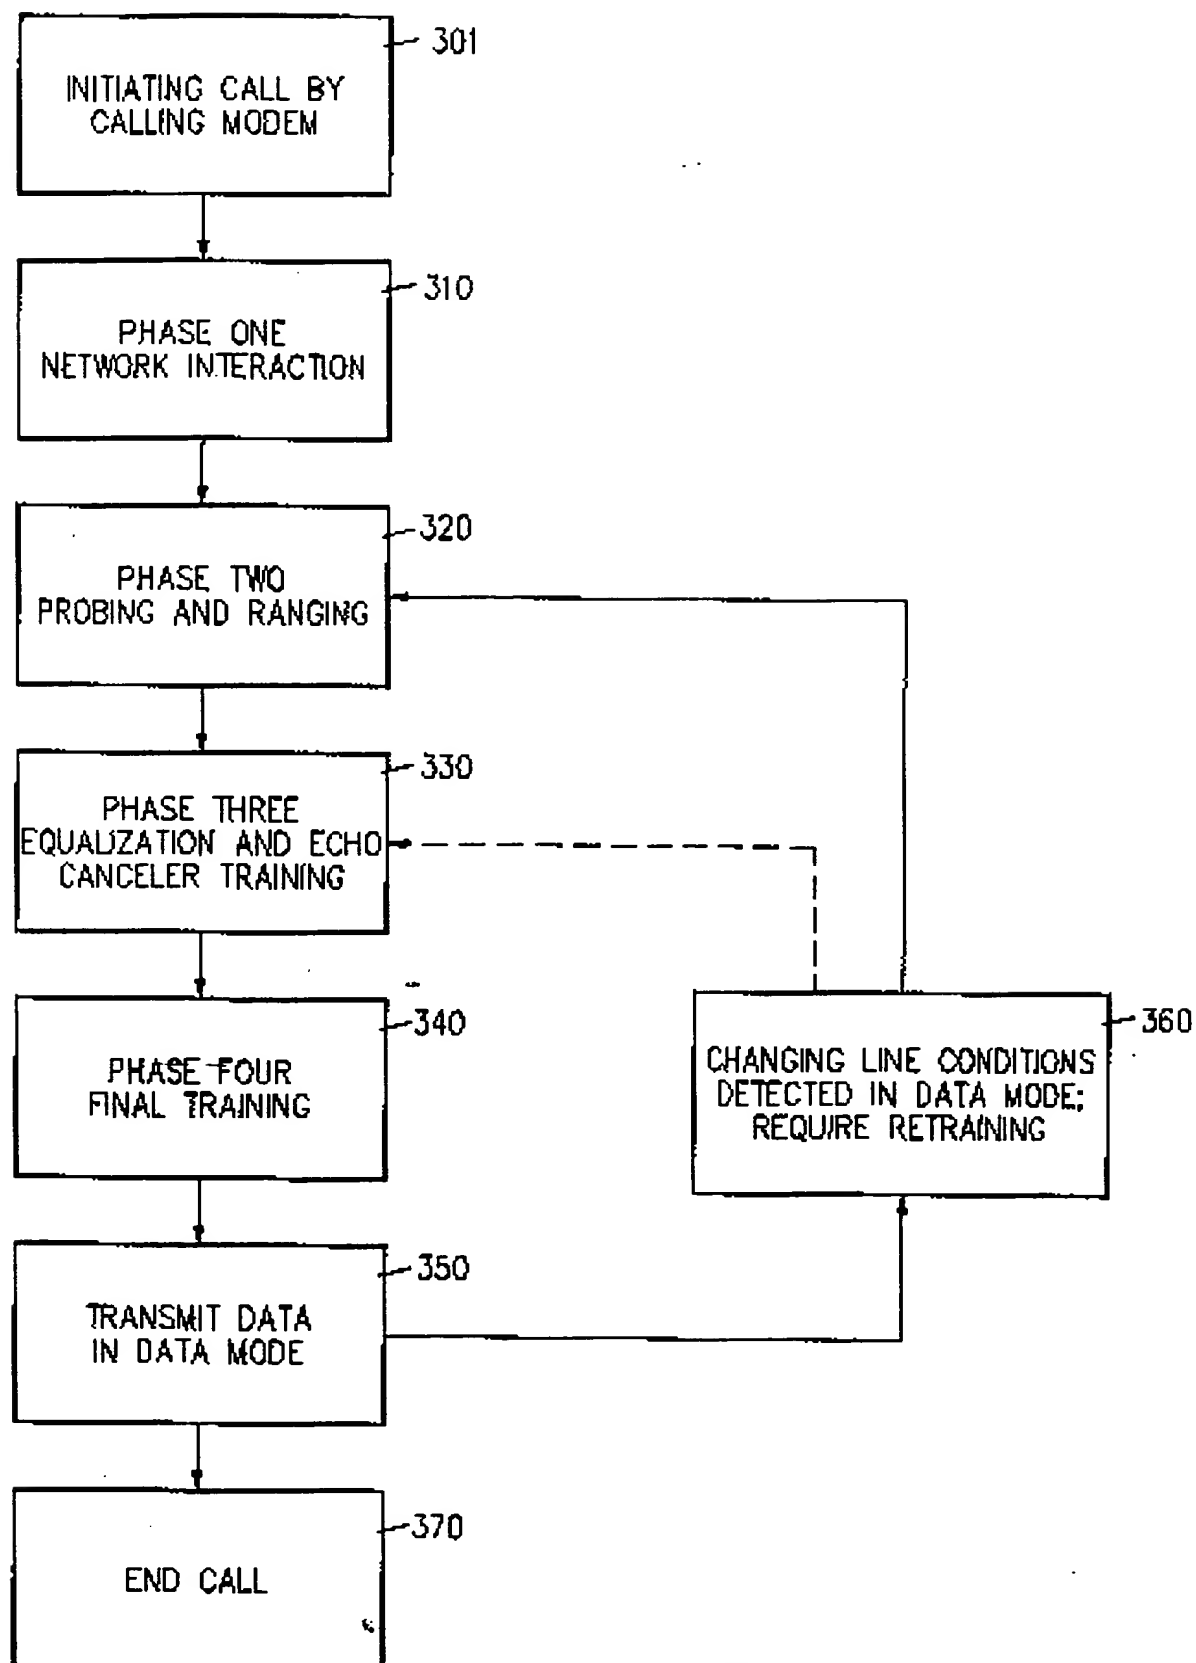 301
INITIATING CALL BY
CALLING MODEM
310
PHASE ONE
NETWORK INTERACTION
320
PHASE TWO
PROBING AND RANGING
330
PHASE THREE
EQUALIZATION AND ECHO
CANCELER TRAINING
340
PHASE FOUR
FINAL TRAINING
360
CHANGING LINE CONDITIONS
DETECTED IN DATA MODE;
REQUIRE RETRAINING
350
TRANSMIT DATA
IN DATA MODE
370
END CALL